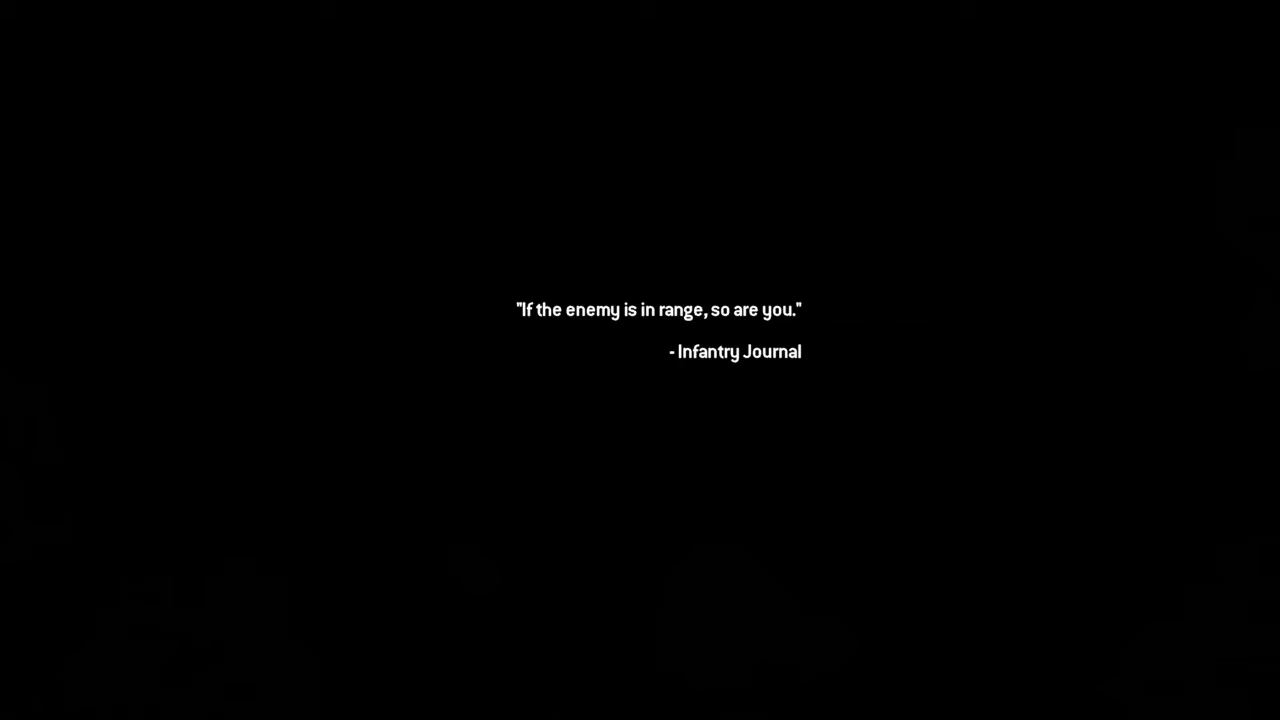 "If the enemy is in range, so are you."
- Infantry Journal